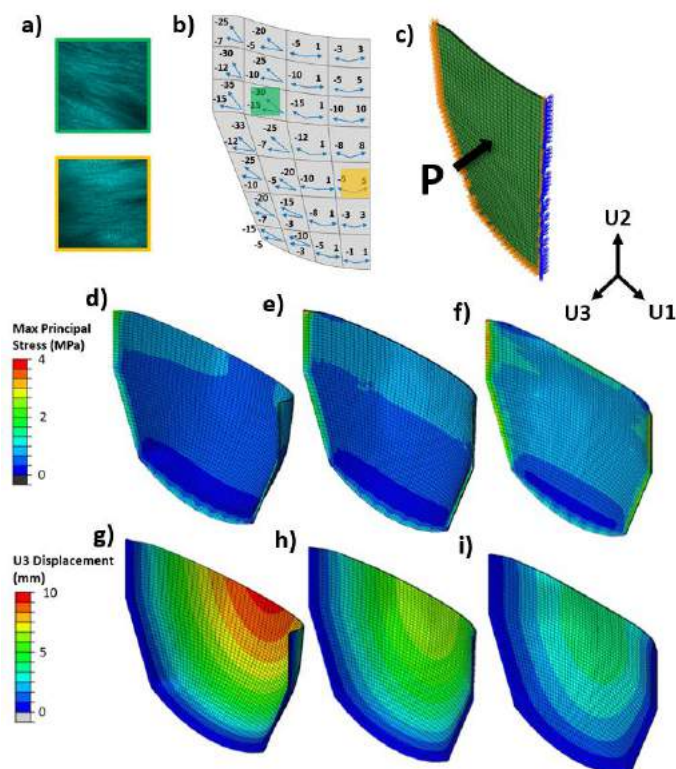 a)
b)
c)
-25 -20 -5 1 -3 3
-7 -5
-30 -25 -5 5
-12 -10 -10 1
-35 -30
-15 -15 -15 1 -10 10
-33 -25 -12 1 -8 8
-12 -7
-25 -20 -10 1 -5 5
-10 -5
-20 -15 -8 1 -3 3
-7 -7
-15 -10 -5 1 -1 1
-5 -3
P
U2
U3 U1
d)
e)
f)
Max Principal
Stress (MPa)
4
2
0
g)
h)
i)
U3 Displacement
(mm)
10
5
0